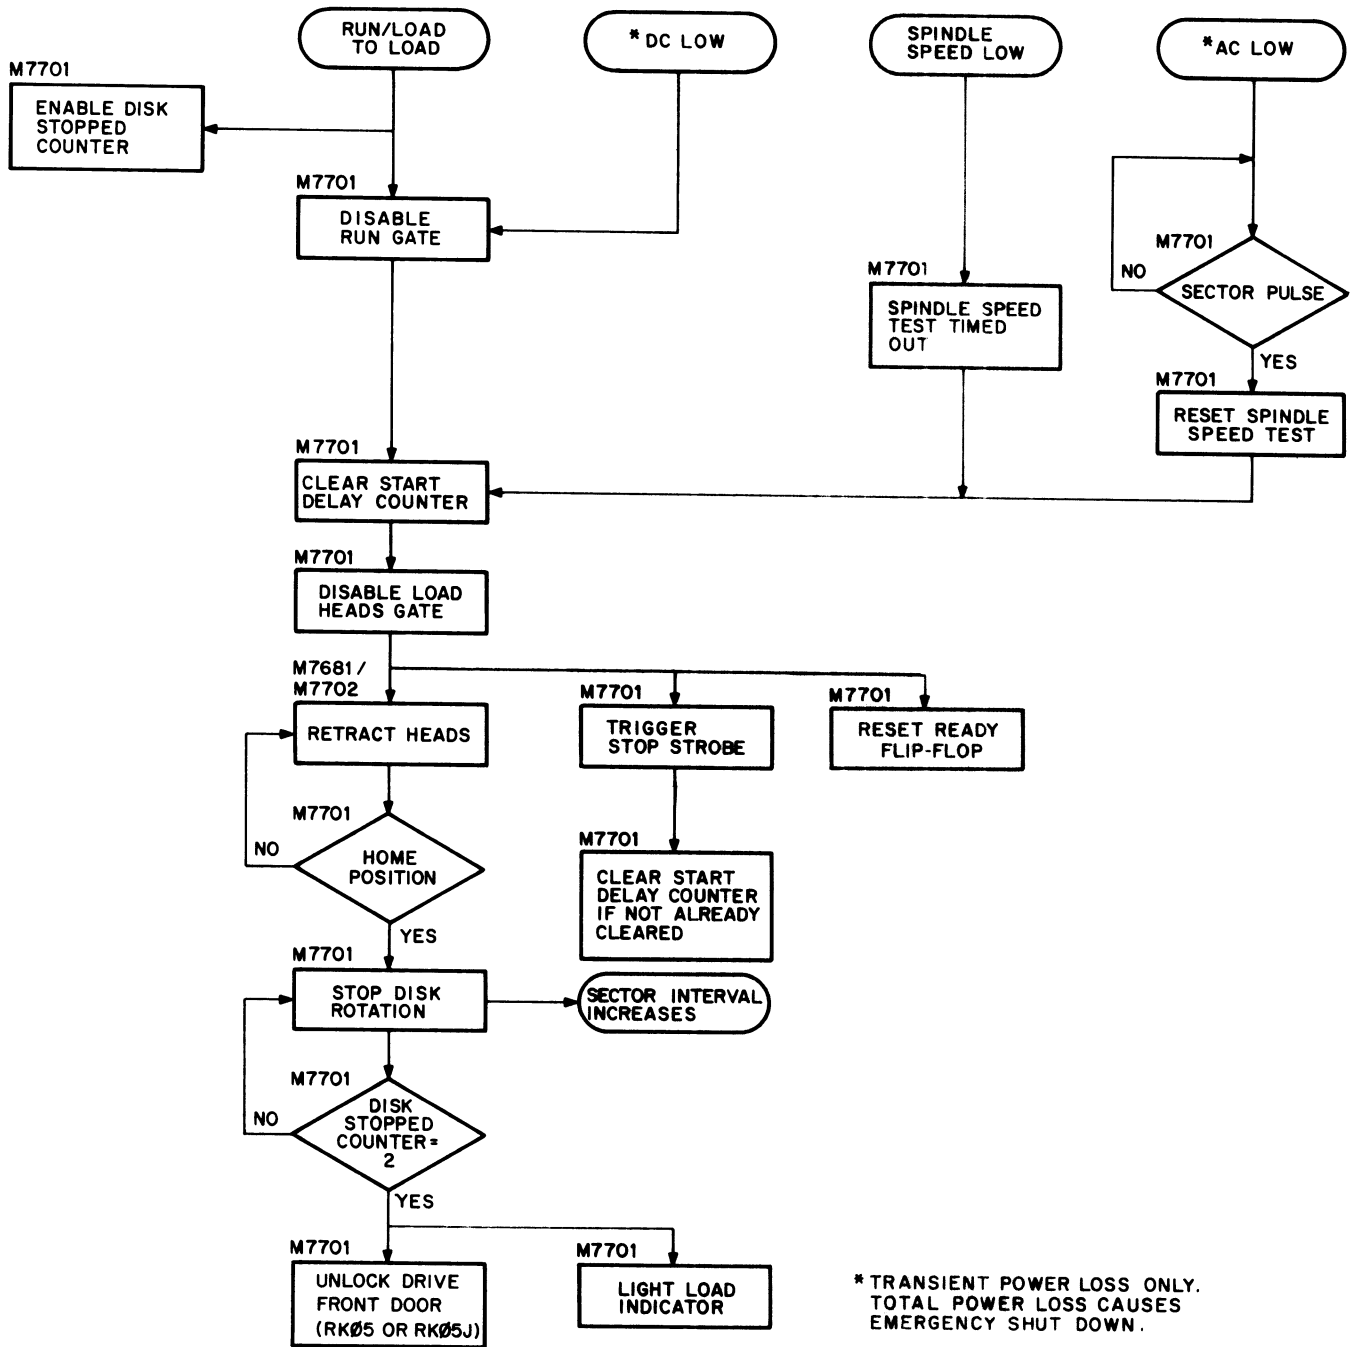 RUN/LOAD
TO LOAD
* DC LOW
SPINDLE
SPEED LOW
* AC LOW
M7701
ENABLE DISK
STOPPED
COUNTER
M7701
DISABLE
RUN GATE
M7701
SPINDLE SPEED
TEST TIMED
OUT
M7701
SECTOR PULSE
NO
YES
M7701
RESET SPINDLE
SPEED TEST
M7701
CLEAR START
DELAY COUNTER
M7701
DISABLE LOAD
HEADS GATE
M7681/
M7702
RETRACT HEADS
M7701
TRIGGER
STOP STROBE
M7701
RESET READY
FLIP-FLOP
M7701
HOME
POSITION
NO
YES
M7701
CLEAR START
DELAY COUNTER
IF NOT ALREADY
CLEARED
M7701
STOP DISK
ROTATION
SECTOR INTERVAL
INCREASES
M7701
DISK
STOPPED
COUNTER=
2
NO
YES
M7701
UNLOCK DRIVE
FRONT DOOR
(RKØ5 OR RKØ5J)
M7701
LIGHT LOAD
INDICATOR
* TRANSIENT POWER LOSS ONLY.
TOTAL POWER LOSS CAUSES
EMERGENCY SHUT DOWN.